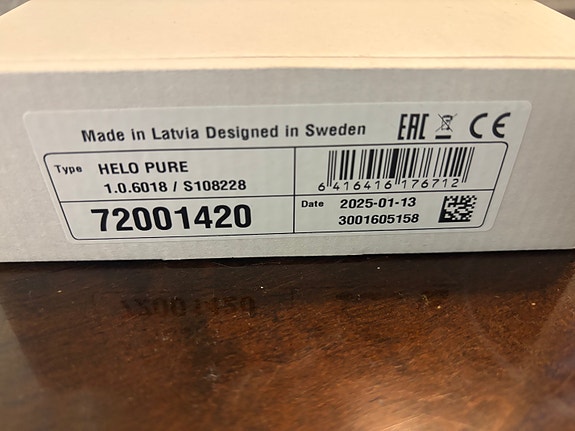 Made in Latvia Designed in Sweden EAC CE
Type HELO PURE
1.0.6018 / S108228
72001420
6 416416 176712
Date 2025-01-13
3001605158